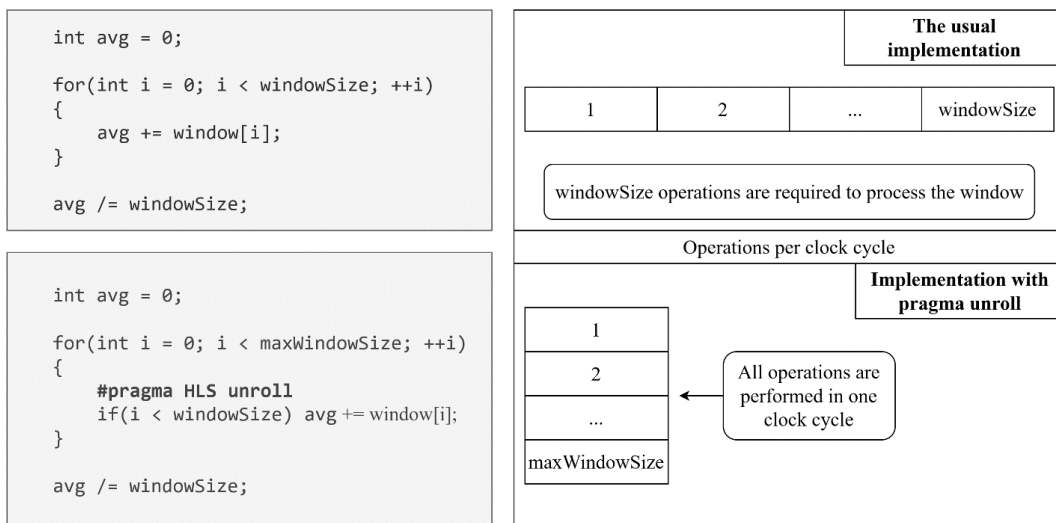 int avg = 0;
for(int i = 0; i < windowSize; ++i)
{
avg += window[i];
}
avg /= windowSize;
int avg = 0;
for(int i = 0; i < maxWindowSize; ++i)
{
#pragma HLS unroll
if(i < windowSize) avg += window[i];
}
avg /= windowSize;
The usual
implementation
1 2 ... windowSize
windowSize operations are required to process the window
Operations per clock cycle
Implementation with
pragma unroll
1
2
...
maxWindowSize
All operations are
performed in one
clock cycle